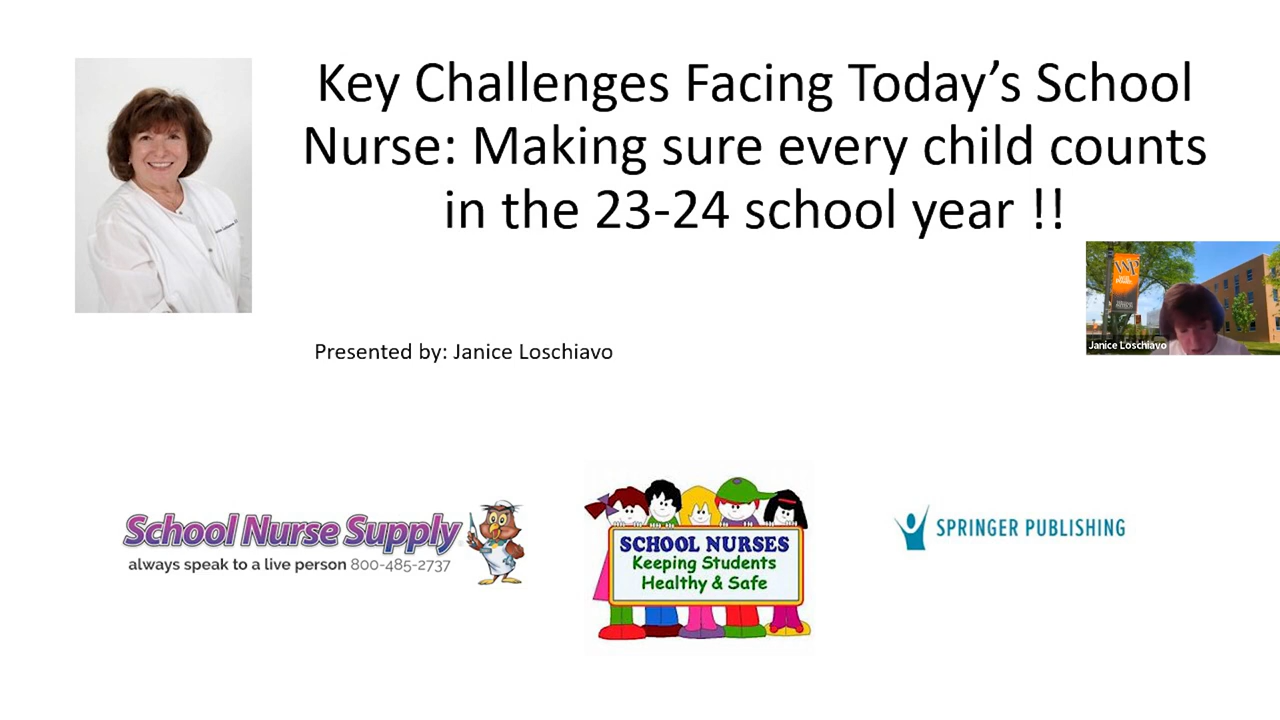 Key Challenges Facing Today's School
Nurse: Making sure every child counts
in the 23-24 school year !!
WP
Janice Loschiavo
Presented by: Janice Loschiavo
School Nurse Supply
always speak to a live person 800-485-2737
SCHOOL NURSES
Keeping Students
Healthy & Safe
SPRINGER PUBLISHING